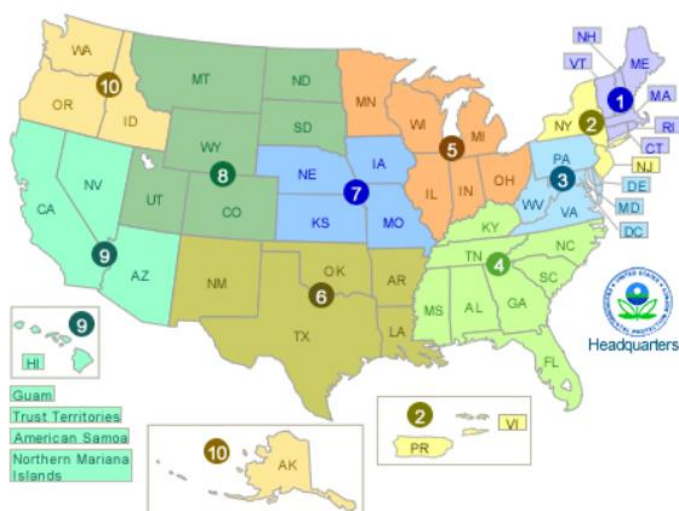 WA
OR
ID
10
MT
ND
SD
WY
8
UT
CO
NE
IA
7
KS
MO
MN
WI
MI
5
IL
IN
OH
NH
VT
ME
1
MA
RI
CT
NY
2
NJ
PA
3
WV
VA
DE
MD
DC
CA
NV
9
AZ
NM
OK
6
TX
AR
LA
KY
TN
4
NC
SC
MS
AL
GA
FL
Headquarters
9
HI
Guam
Trust Territories
American Samoa
Northern Mariana
Islands
10
AK
2
PR
VI
UNITED STATES